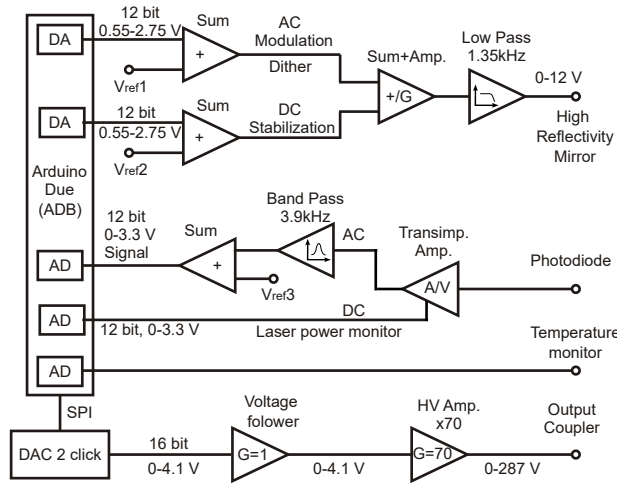 12 bit
0.55-2.75 V
DA
Sum
+
Vref1
AC
Modulation
Dither
Sum+Amp.
+/G
Low Pass
1.35kHz
0-12 V
High
Reflectivity
Mirror
DA
12 bit
0.55-2.75 V
Sum
+
Vref2
DC
Stabilization
Arduino
Due
(ADB)
12 bit
0-3.3 V
Signal
AD
Sum
+
Vref3
Band Pass
3.9kHz
AC
Transimp.
Amp.
A/V
Photodiode
AD
12 bit, 0-3.3 V
DC
Laser power monitor
Temperature
monitor
AD
SPI
DAC 2 click
16 bit
0-4.1 V
Voltage
folower
G=1
0-4.1 V
HV Amp.
x70
G=70
0-287 V
Output
Coupler